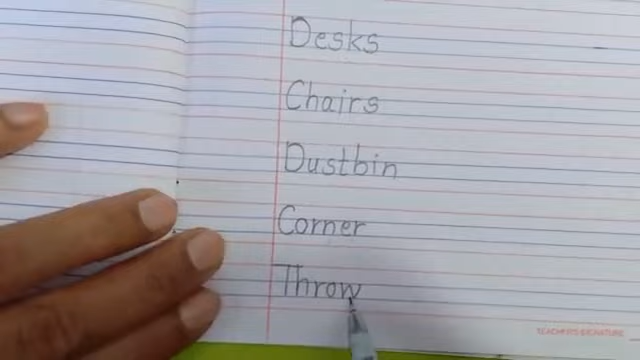 Desks
Chairs
Dustbin
Corner
Throw
TEACHER'S SIGNATURE